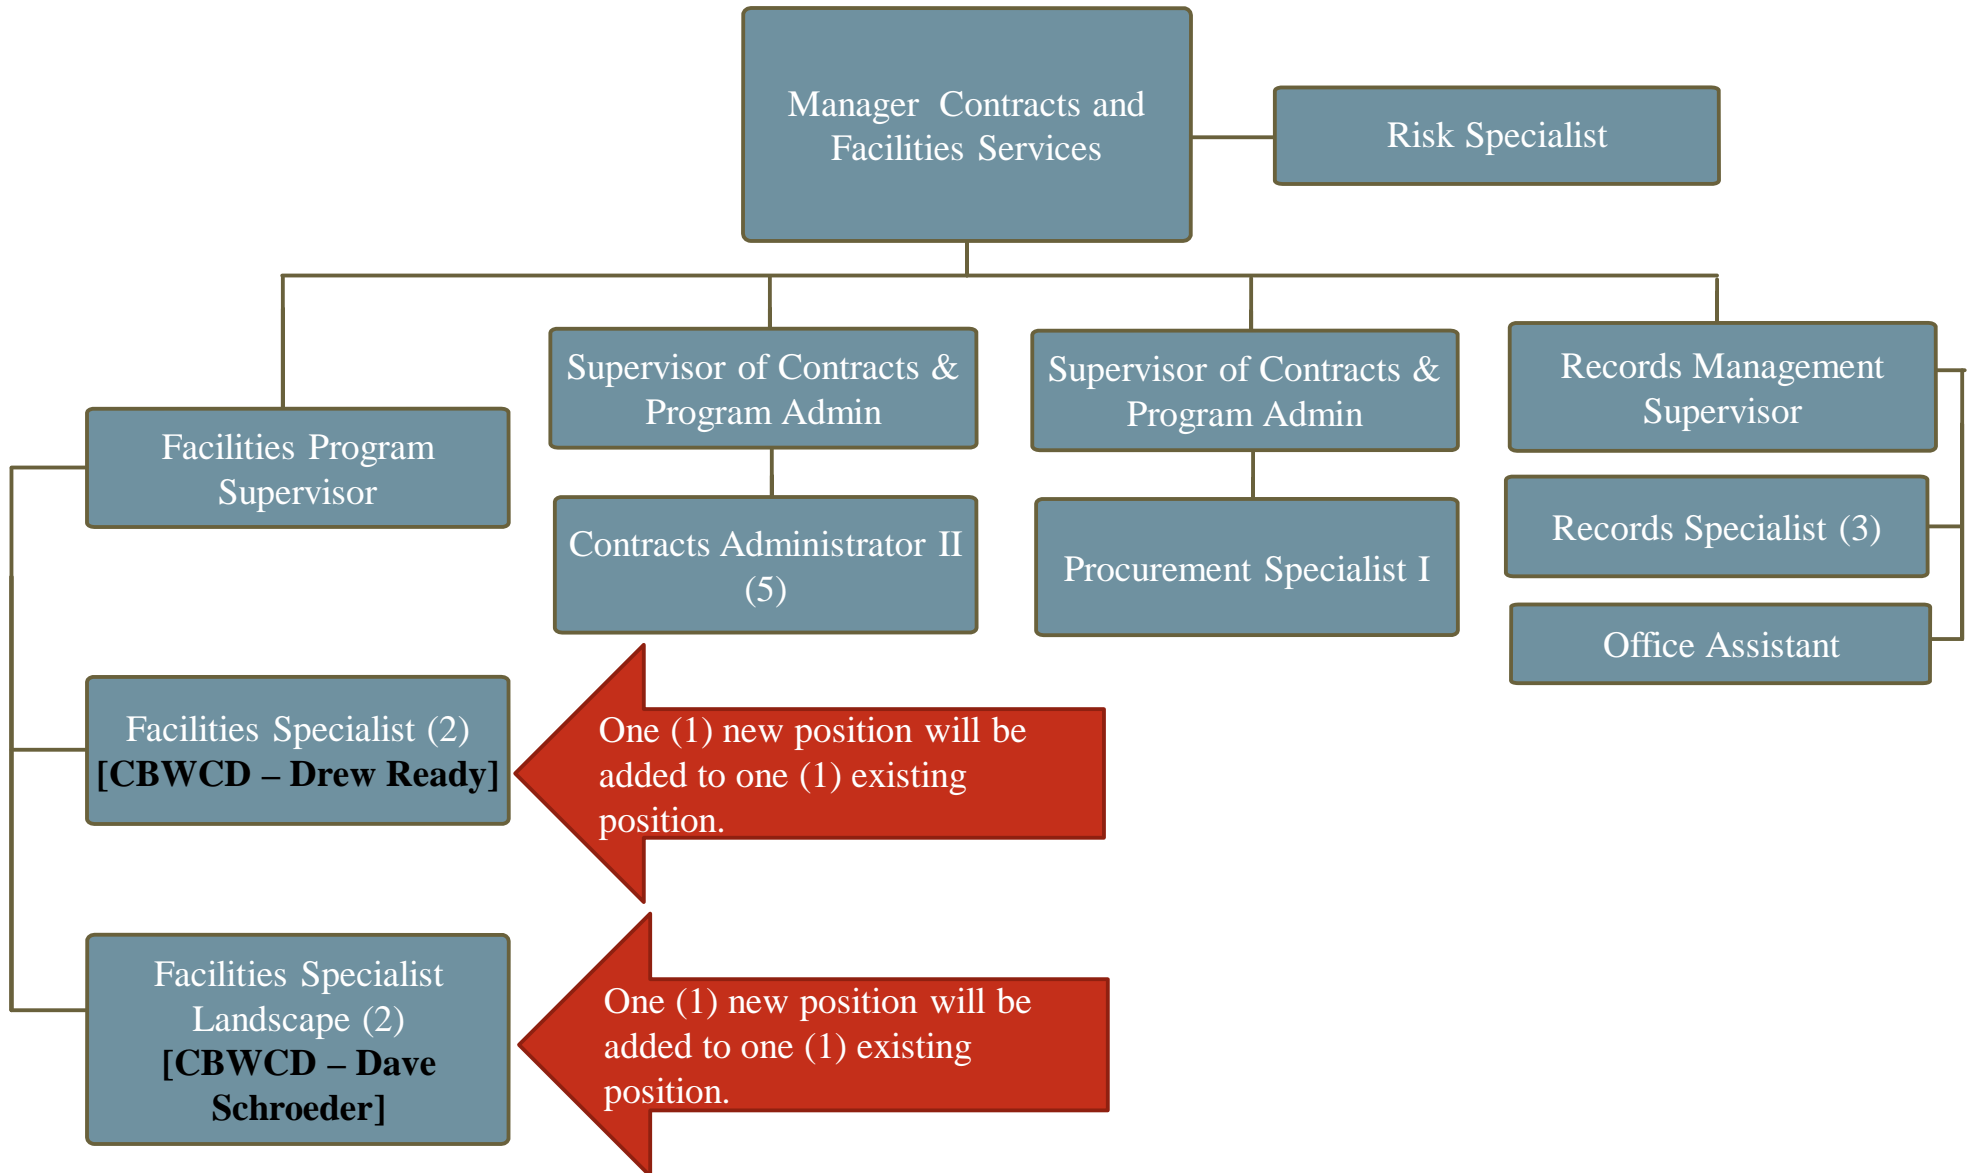 Manager Contracts and
Facilities Services
Risk Specialist
Supervisor of Contracts &
Program Admin
Supervisor of Contracts &
Program Admin
Records Management
Supervisor
Facilities Program
Supervisor
Contracts Administrator II
(5)
Procurement Specialist I
Records Specialist (3)
Office Assistant
Facilities Specialist (2)
[CBWCD – Drew Ready]
One (1) new position will be
added to one (1) existing
position.
Facilities Specialist
Landscape (2)
[CBWCD – Dave
Schroeder]
One (1) new position will be
added to one (1) existing
position.